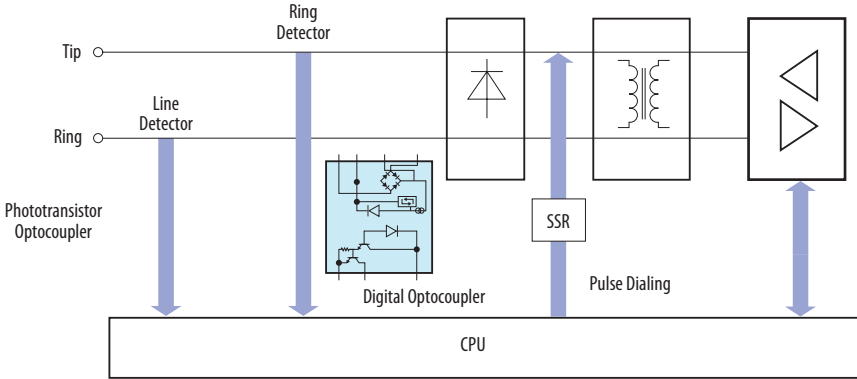 Ring
Detector
Tip
Line
Detector
Ring
Phototransistor
Optocoupler
SSR
Digital Optocoupler
Pulse Dialing
CPU